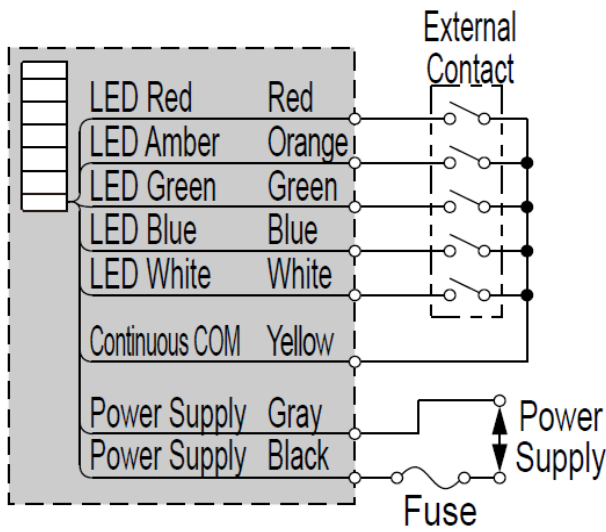 External
Contact
LED Red Red
LED Amber Orange
LED Green Green
LED Blue Blue
LED White White
Continuous COM Yellow
Power Supply Gray
Power Supply Black
Power
Supply
Fuse